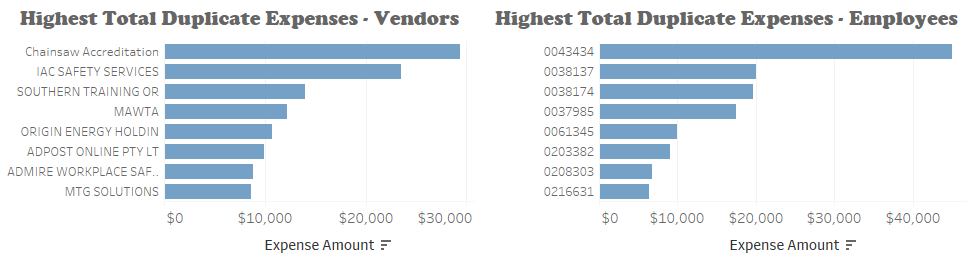 Highest Total Duplicate Expenses - Vendors
Chainsaw Accreditation
IAC SAFETY SERVICES
SOUTHERN TRAINING OR
MAWTA
ORIGIN ENERGY HOLDIN
ADPOST ONLINE PTY LT
ADMIRE WORKPLACE SAF..
MTG SOLUTIONS
$0 $10,000 $20,000 $30,000
Expense Amount
Highest Total Duplicate Expenses - Employees
0043434
0038137
0038174
0037985
0061345
0203382
0208303
0216631
$0 $10,000 $20,000 $30,000 $40,000
Expense Amount